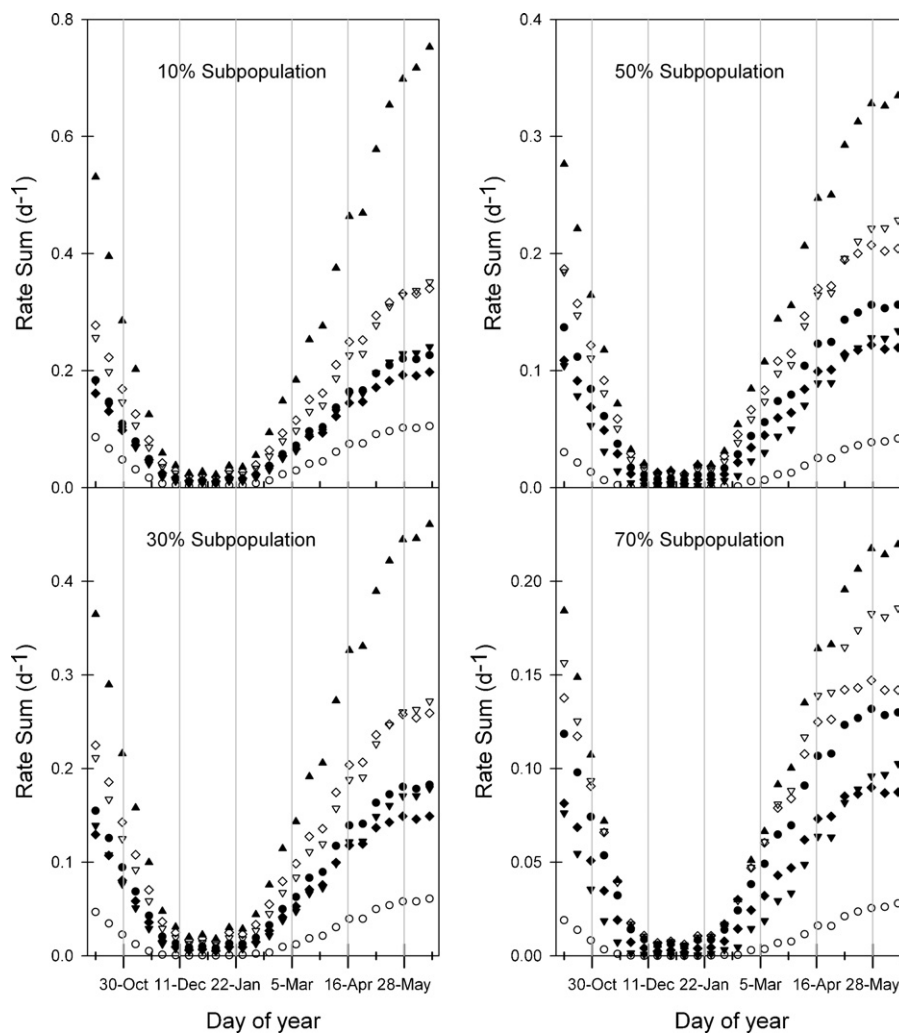 10% Subpopulation
Rate Sum (d-1)
0.8
0.6
0.4
0.2
0.0
50% Subpopulation
Rate Sum (d-1)
0.4
0.3
0.2
0.1
0.0
30% Subpopulation
Rate Sum (d-1)
0.4
0.3
0.2
0.1
0.0
30-Oct 11-Dec 22-Jan 5-Mar 16-Apr 28-May
Day of year
70% Subpopulation
Rate Sum (d-1)
0.20
0.15
0.10
0.05
0.00
30-Oct 11-Dec 22-Jan 5-Mar 16-Apr 28-May
Day of year